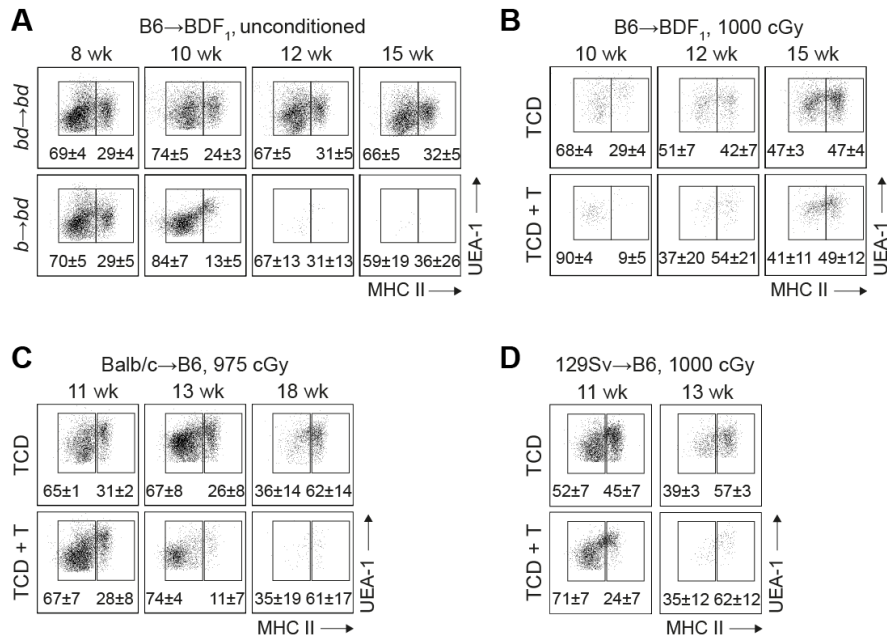 A
B6→BDF1, unconditioned
8 wk 10 wk 12 wk 15 wk
bd→bd
69±4 29±4 74±5 24±3 67±5 31±5 66±5 32±5
b→bd
70±5 29±5 84±7 13±5 67±13 31±13 59±19 36±26
UEA-1
MHC II
B
B6→BDF1, 1000 cGy
10 wk 12 wk 15 wk
TCD
68±4 29±4 51±7 42±7 47±3 47±4
TCD + T
90±4 9±5 37±20 54±21 41±11 49±12
UEA-1
MHC II
C
Balb/c→B6, 975 cGy
11 wk 13 wk 18 wk
TCD
65±1 31±2 67±8 26±8 36±14 62±14
TCD + T
67±7 28±8 74±4 11±7 35±19 61±17
UEA-1
MHC II
D
129Sv→B6, 1000 cGy
11 wk 13 wk
TCD
52±7 45±7 39±3 57±3
TCD + T
71±7 24±7 35±12 62±12
UEA-1
MHC II